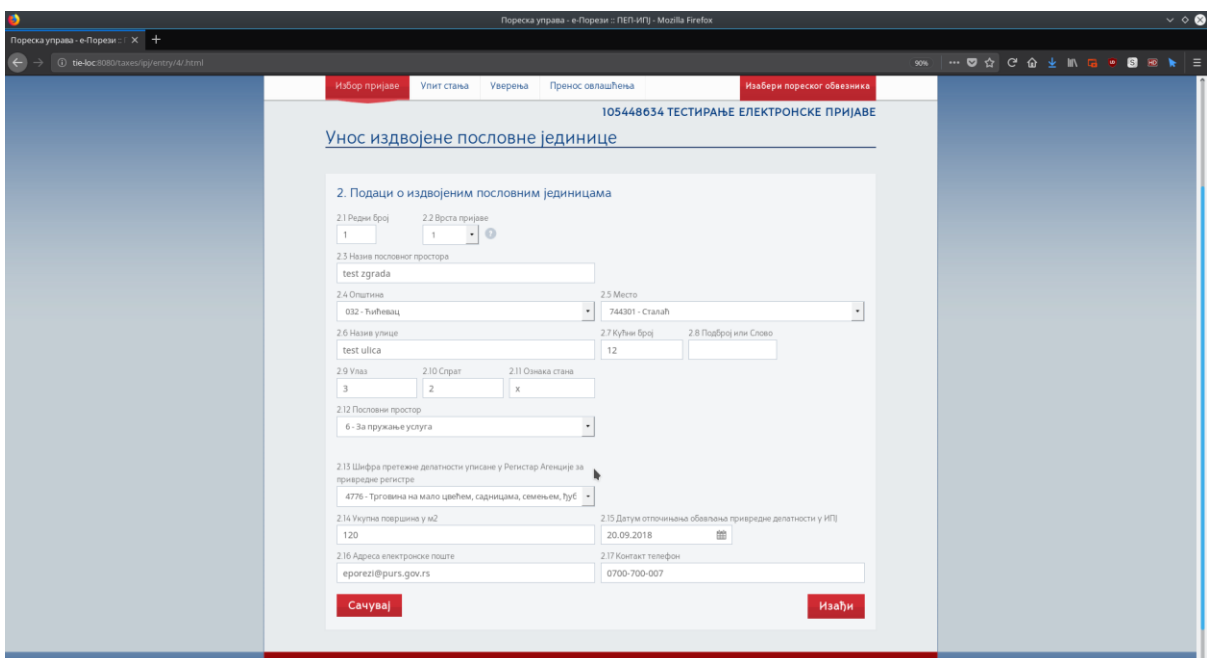 Пореска управа - е-Порези :: ПЕП-ИПЈ - Mozilla Firefox
Пореска управа - е-Порези ::
tie-loc:8080/taxes/ipj/entry/4/.html
90%
Избор пријаве Упит стања Уверења Пренос овлашћења Изабери пореског обвезника
105448634 ТЕСТИРАЊЕ ЕЛЕКТРОНСКЕ ПРИЈАВЕ
Унос издвојене пословне јединице
2. Подаци о издвојеним пословним јединицама
2.1 Редни број 2.2 Врста пријаве
1 1
2.3 Назив пословног простора
test zgrada
2.4 Општина 2.5 Место
032 - Ћићевац 744301 - Сталаћ
2.6 Назив улице 2.7 Кућни број 2.8 Подброј или Слово
test ulica 12
2.9 Улаз 2.10 Спрат 2.11 Ознака стана
3 2 x
2.12 Пословни простор
6 - За пружање услуга
2.13 Шифра претежне делатности уписане у Регистар Агенције за
привредне регистре
4776 - Трговина на мало цвећем, садницама, семењем, ђуб
2.14 Укупна површина у м2 2.15 Датум отпочињања обављања привредне делатности у ИПЈ
120 20.09.2018
2.16 Адреса електронске поште 2.17 Контакт телефон
eporezi@purs.gov.rs 0700-700-007
Сачувај Изађи